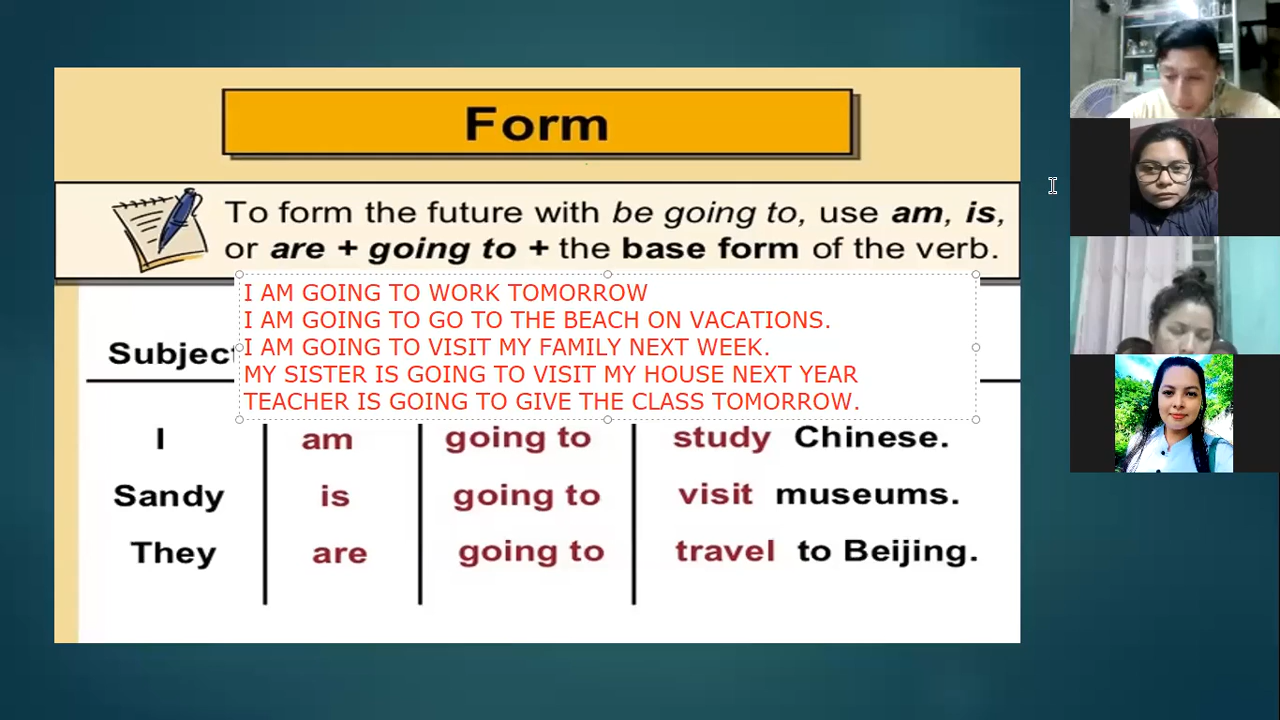 Form
To form the future with be going to, use am, is,
or are + going to + the base form of the verb.
I AM GOING TO WORK TOMORROW
I AM GOING TO GO TO THE BEACH ON VACATIONS.
I AM GOING TO VISIT MY FAMILY NEXT WEEK.
MY SISTER IS GOING TO VISIT MY HOUSE NEXT YEAR
TEACHER IS GOING TO GIVE THE CLASS TOMORROW.
Subject
I am going to study Chinese.
Sandy is going to visit museums.
They are going to travel to Beijing.